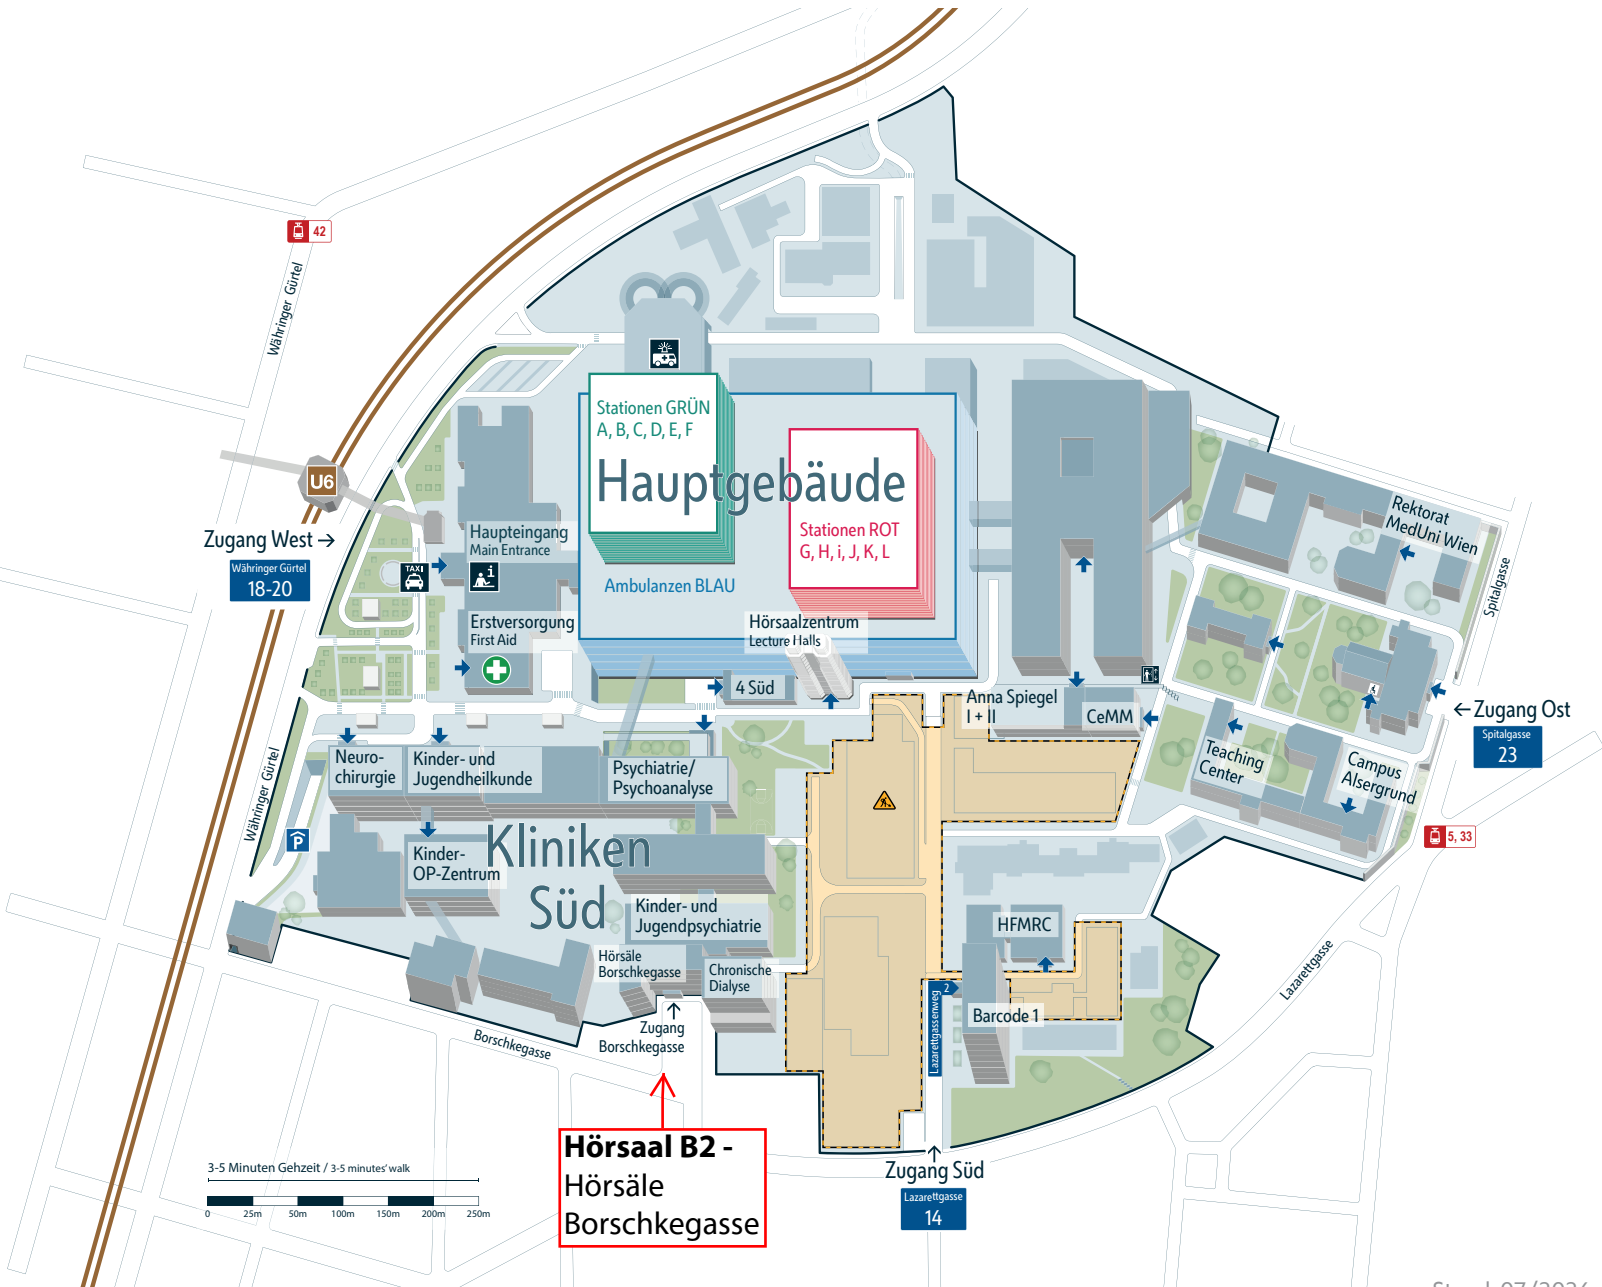 42
Währinger Gürtel
Stationen GRÜN
A, B, C, D, E, F
Hauptgebäude
Stationen ROT
G, H, i, J, K, L
Ambulanzen BLAU
U6
Zugang West →
Währinger Gürtel
18-20
TAXI
i
Haupteingang
Main Entrance
Erstversorgung
First Aid
Hörsaalzentrum
Lecture Halls
4 Süd
Rektorat
MedUni Wien
Spitalgasse
Anna Spiegel
I + II
CeMM
← Zugang Ost
Spitalgasse
23
Teaching
Center
Campus
Alsergrund
5, 33
Währinger Gürtel
P
Neuro-
chirurgie
Kinder- und
Jugendheilkunde
Psychiatrie/
Psychoanalyse
Kinder-
OP-Zentrum
Kliniken
Süd
Kinder- und
Jugendpsychiatrie
Hörsäle
Borschkegasse
Chronische
Dialyse
Zugang
Borschkegasse
Borschkegasse
HFMRC
2
Lazarettgassenweg
Barcode 1
Lazarettgasse
Hörsaal B2 -
Hörsäle
Borschkegasse
Zugang Süd
Lazarettgasse
14
3-5 Minuten Gehzeit / 3-5 minutes' walk
0 25m 50m 100m 150m 200m 250m